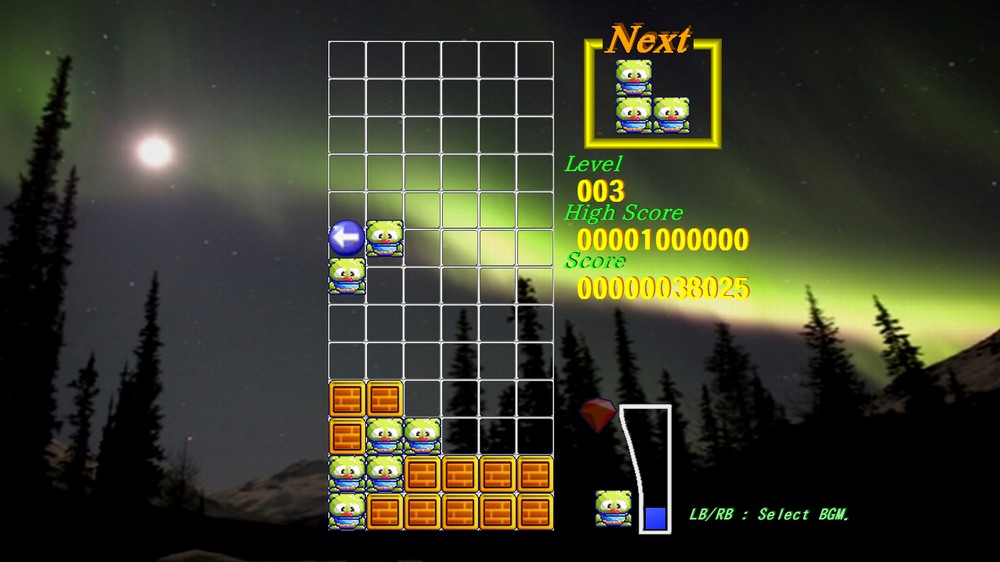 Next
Level
003
High Score
00001000000
Score
00000038025
LB/RB : Select BGM.